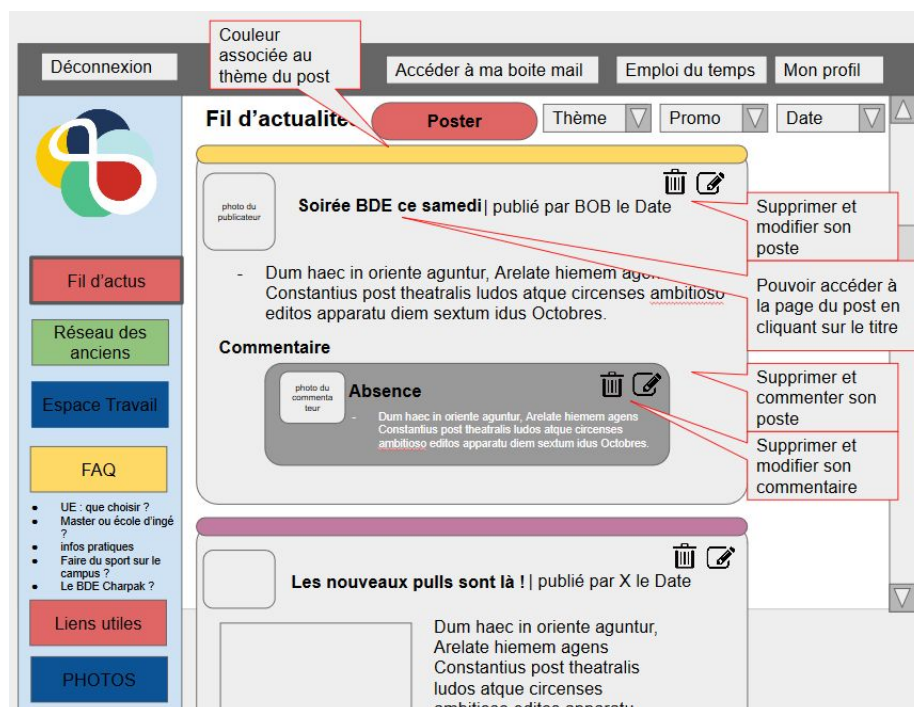 Couleur
associée au
thème du post
Déconnexion
Accéder à ma boite mail
Emploi du temps
Mon profil
Fil d'actualité
Poster
Thème
Promo
Date
photo du
publicateur
Soirée BDE ce samedi | publié par BOB le Date
Supprimer et
modifier son
poste
- Dum haec in oriente aguntur, Arelate hiemem agens
Constantius post theatralis ludos atque circenses ambitioso
editos apparatu diem sextum idus Octobres.
Pouvoir accéder à
la page du post en
cliquant sur le titre
Commentaire
photo du
commenta
teur
Absence
- Dum haec in oriente aguntur, Arelate hiemem agens
Constantius post theatralis ludos atque circenses
ambitioso editos apparatu diem sextum idus Octobres.
Supprimer et
commenter son
poste
Supprimer et
modifier son
commentaire
Fil d'actus
Réseau des
anciens
Espace Travail
FAQ
• UE : que choisir ?
• Master ou école d'ingé
?
• infos pratiques
• Faire du sport sur le
campus ?
• Le BDE Charpak ?
Liens utiles
PHOTOS
Les nouveaux pulls sont là ! | publié par X le Date
Dum haec in oriente aguntur,
Arelate hiemem agens
Constantius post theatralis
ludos atque circenses
ambitioso editos apparatu